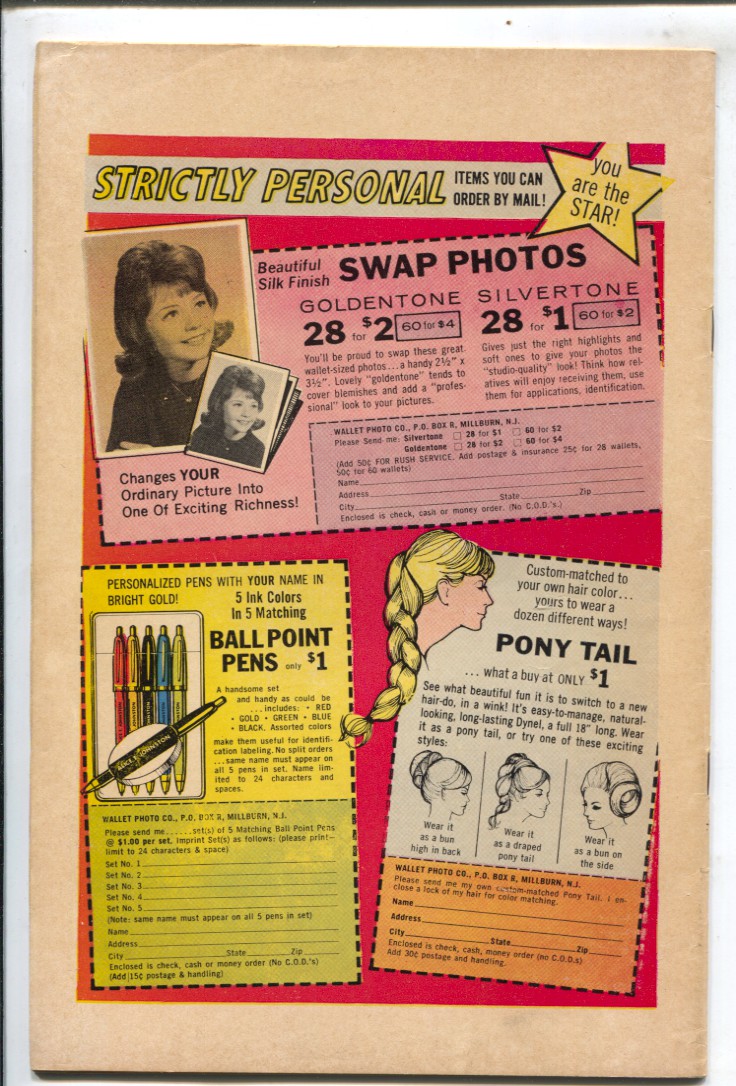 STRICTLY PERSONAL
ITEMS YOU CAN
ORDER BY MAIL!
you
are the
STAR!
Beautiful
Silk Finish
SWAP PHOTOS
GOLDENTONE
28 for $2
60 for $4
You'll be proud to swap these great
wallet-sized photos...a handy 2½" x
3½". Lovely "goldentone" tends to
cover blemishes and add a "profes-
sional" look to your pictures.
SILVERTONE
28 for $1
60 for $2
Gives just the right highlights and
soft ones to give your photos the
"studio-quality" look! Think how rel-
atives will enjoy receiving them, use
them for applications, identification.
Changes YOUR
Ordinary Picture Into
One Of Exciting Richness!
WALLET PHOTO CO., P.O. BOX R, MILLBURN, N.J.
Please Send me: Silvertone 28 for $1 60 for $2
Goldentone 28 for $2 60 for $4
(Add 50¢ FOR RUSH SERVICE. Add postage & insurance 25¢ for 28 wallets,
50¢ for 60 wallets)
Name
Address
City State Zip
Enclosed is check, cash or money order. (No C.O.D.'s.)
PERSONALIZED PENS WITH YOUR NAME IN
BRIGHT GOLD!
5 Ink Colors
In 5 Matching
BALL POINT
PENS only $1
A handsome set
and handy as could be
...includes: • RED
• GOLD • GREEN • BLUE
• BLACK. Assorted colors
make them useful for identifi-
cation labeling. No split orders
...same name must appear on
all 5 pens in set. Name lim-
ited to 24 characters and
spaces.
WALLET PHOTO CO., P.O. BOX R, MILLBURN, N.J.
Please send me......set(s) of 5 Matching Ball Point Pens
@ $1.00 per set. Imprint Set(s) as follows: (please print—
limit to 24 characters & space)
Set No. 1
Set No. 2
Set No. 3
Set No. 4
Set No. 5
(Note: same name must appear on all 5 pens in set)
Name
Address
City State Zip
Enclosed is check, cash or money order (No C.O.D.'s)
(Add 15¢ postage & handling)
Custom-matched to
your own hair color...
yours to wear a
dozen different ways!
PONY TAIL
...what a buy at ONLY $1
See what beautiful fun it is to switch to a new
hair-do, in a wink! It's easy-to-manage, natural-
looking, long-lasting Dynel, a full 18" long. Wear
it as a pony tail, or try one of these exciting
styles:
Wear it
as a bun
high in back
Wear it
as a draped
pony tail
Wear it
as a bun on
the side
WALLET PHOTO CO., P.O. BOX R, MILLBURN, N.J.
Please send me my own custom-matched Pony Tail. I en-
close a lock of my hair for color matching.
Name
Address
City State Zip
Enclosed is check, cash, money order (no C.O.D.s)
Add 30¢ postage and handling.